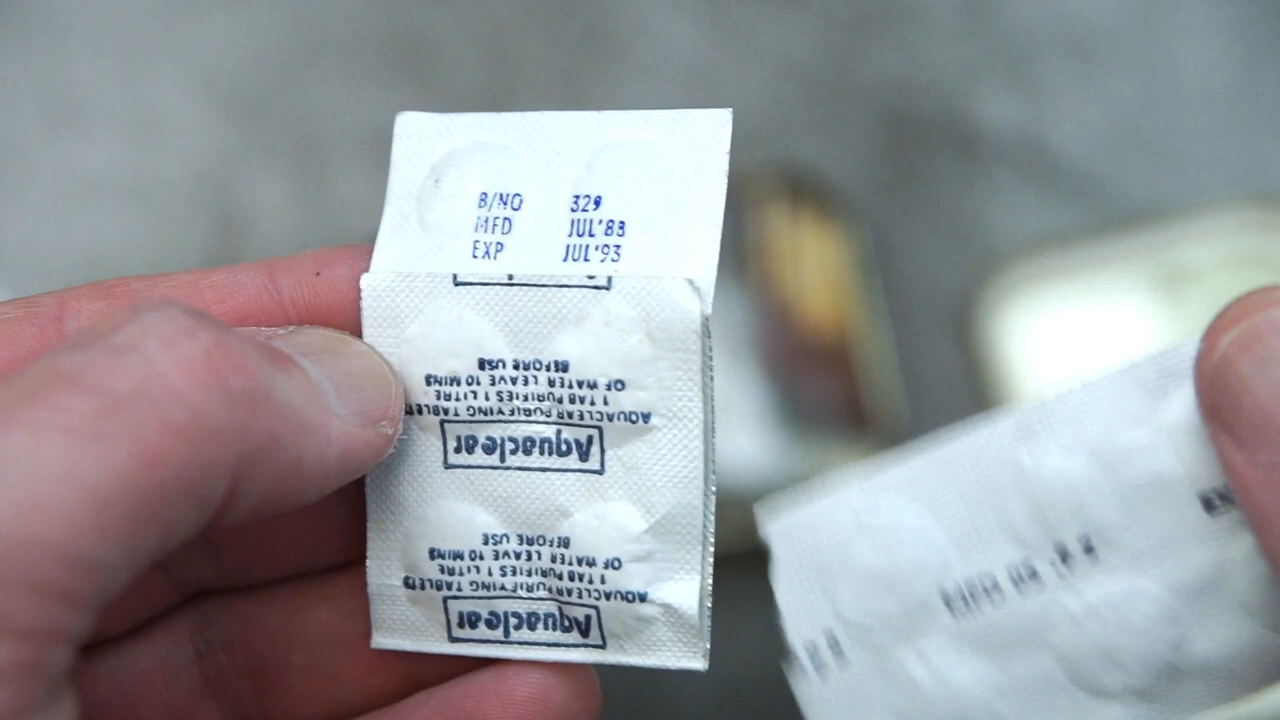 B/NO 329
MFD JUL'88
EXP JUL'93
BEFORE USE
OF WATER LEAVE 10 MINS
1 TAB PURIFIES 1 LITRE
AQUACLEAR PURIFYING TABLETS
Aquaclear
BEFORE USE
OF WATER LEAVE 10 MINS
1 TAB PURIFIES 1 LITRE
AQUACLEAR PURIFYING TABLETS
Aquaclear